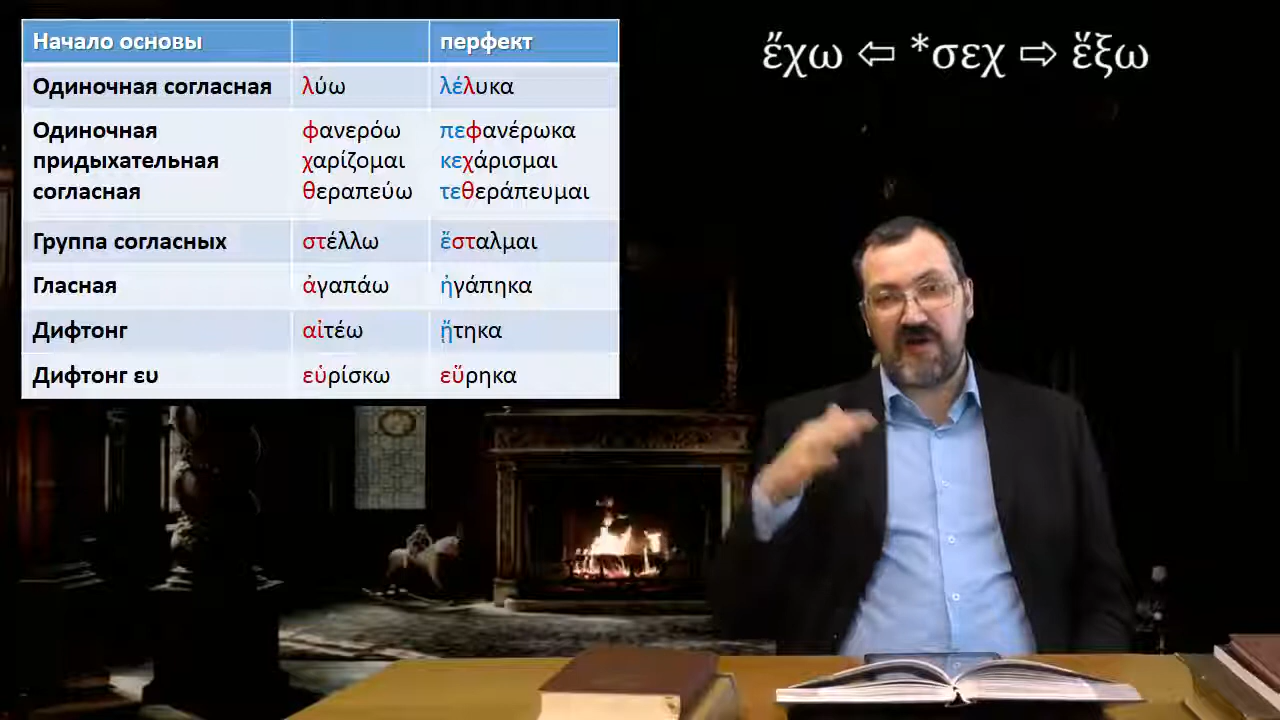 Начало основы перфект
Одиночная согласная λύω λέλυκα
Одиночная φανερόω πεφανέρωκα
придыхательная χαρίζομαι κεχάρισμαι
согласная θεραπεύω τεθεράπευμαι
Группа согласных στέλλω ἔσταλμαι
Гласная ἀγαπάω ἠγάπηκα
Дифтонг αἰτέω ᾔτηκα
Дифтонг ευ εὑρίσκω εὕρηκα
ἔχω ⇦ *σεχ ⇨ ἕξω